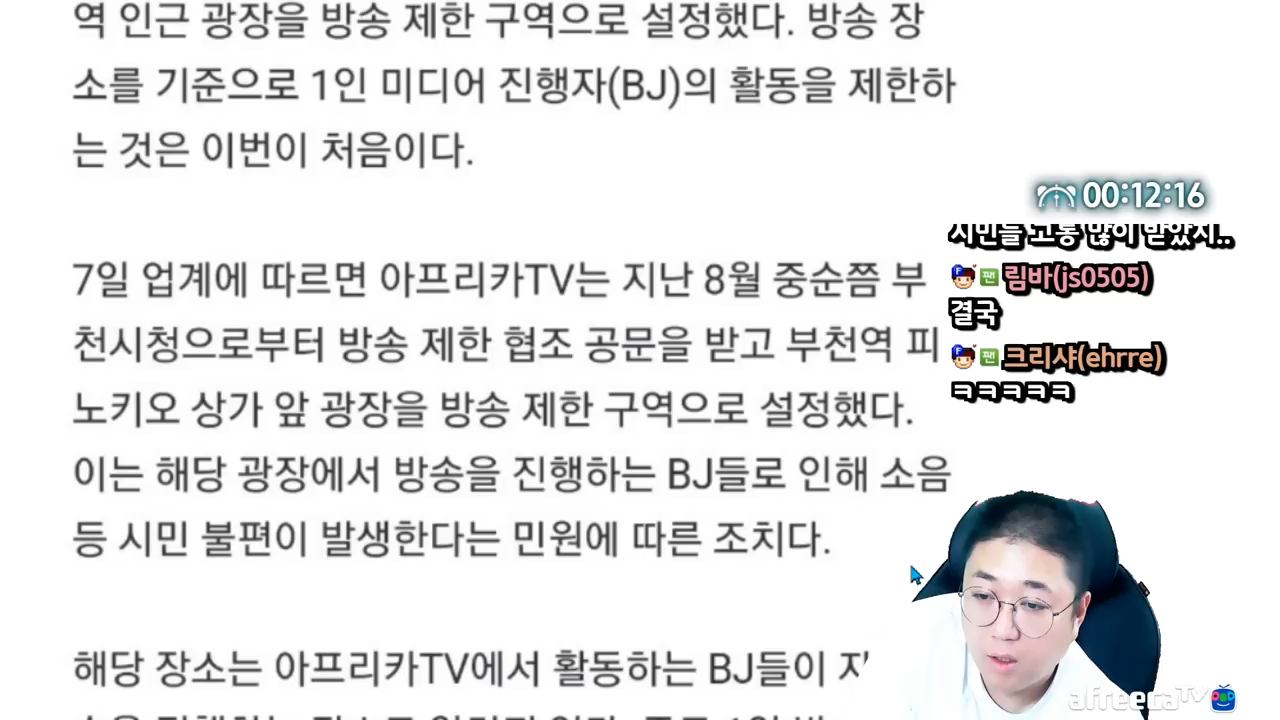 역 인근 광장을 방송 제한 구역으로 설정했다. 방송 장
소를 기준으로 1인 미디어 진행자(BJ)의 활동을 제한하
는 것은 이번이 처음이다.
7일 업계에 따르면 아프리카TV는 지난 8월 중순쯤 부
천시청으로부터 방송 제한 협조 공문을 받고 부천역 피
노키오 상가 앞 광장을 방송 제한 구역으로 설정했다.
이는 해당 광장에서 방송을 진행하는 BJ들로 인해 소음
등 시민 불편이 발생한다는 민원에 따른 조치다.
해당 장소는 아프리카TV에서 활동하는 BJ들이
00:12:16
시민들 고통 많이 받았지..
F 팬 림바(js0505)
결국
F 팬 크리샤(ehrre)
ㅋㅋㅋㅋㅋ
afreecaTV